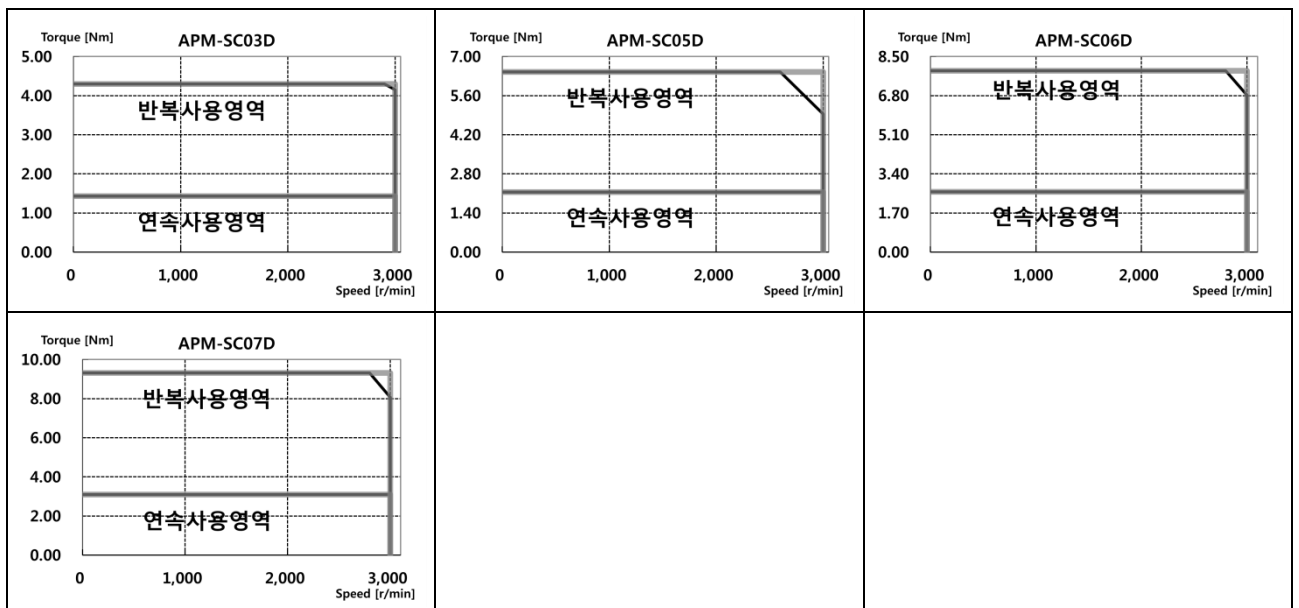 Torque [Nm] APM-SC03D
5.00
4.00
반복사용영역
3.00
2.00
1.00
연속사용영역
0.00
0 1,000 2,000 3,000
Speed [r/min]
Torque [Nm] APM-SC05D
7.00
5.60
반복사용영역
4.20
2.80
1.40
연속사용영역
0.00
0 1,000 2,000 3,000
Speed [r/min]
Torque [Nm] APM-SC06D
8.50
6.80
반복사용영역
5.10
3.40
1.70
연속사용영역
0.00
0 1,000 2,000 3,000
Speed [r/min]
Torque [Nm] APM-SC07D
10.00
8.00
반복사용영역
6.00
4.00
2.00
연속사용영역
0.00
0 1,000 2,000 3,000
Speed [r/min]